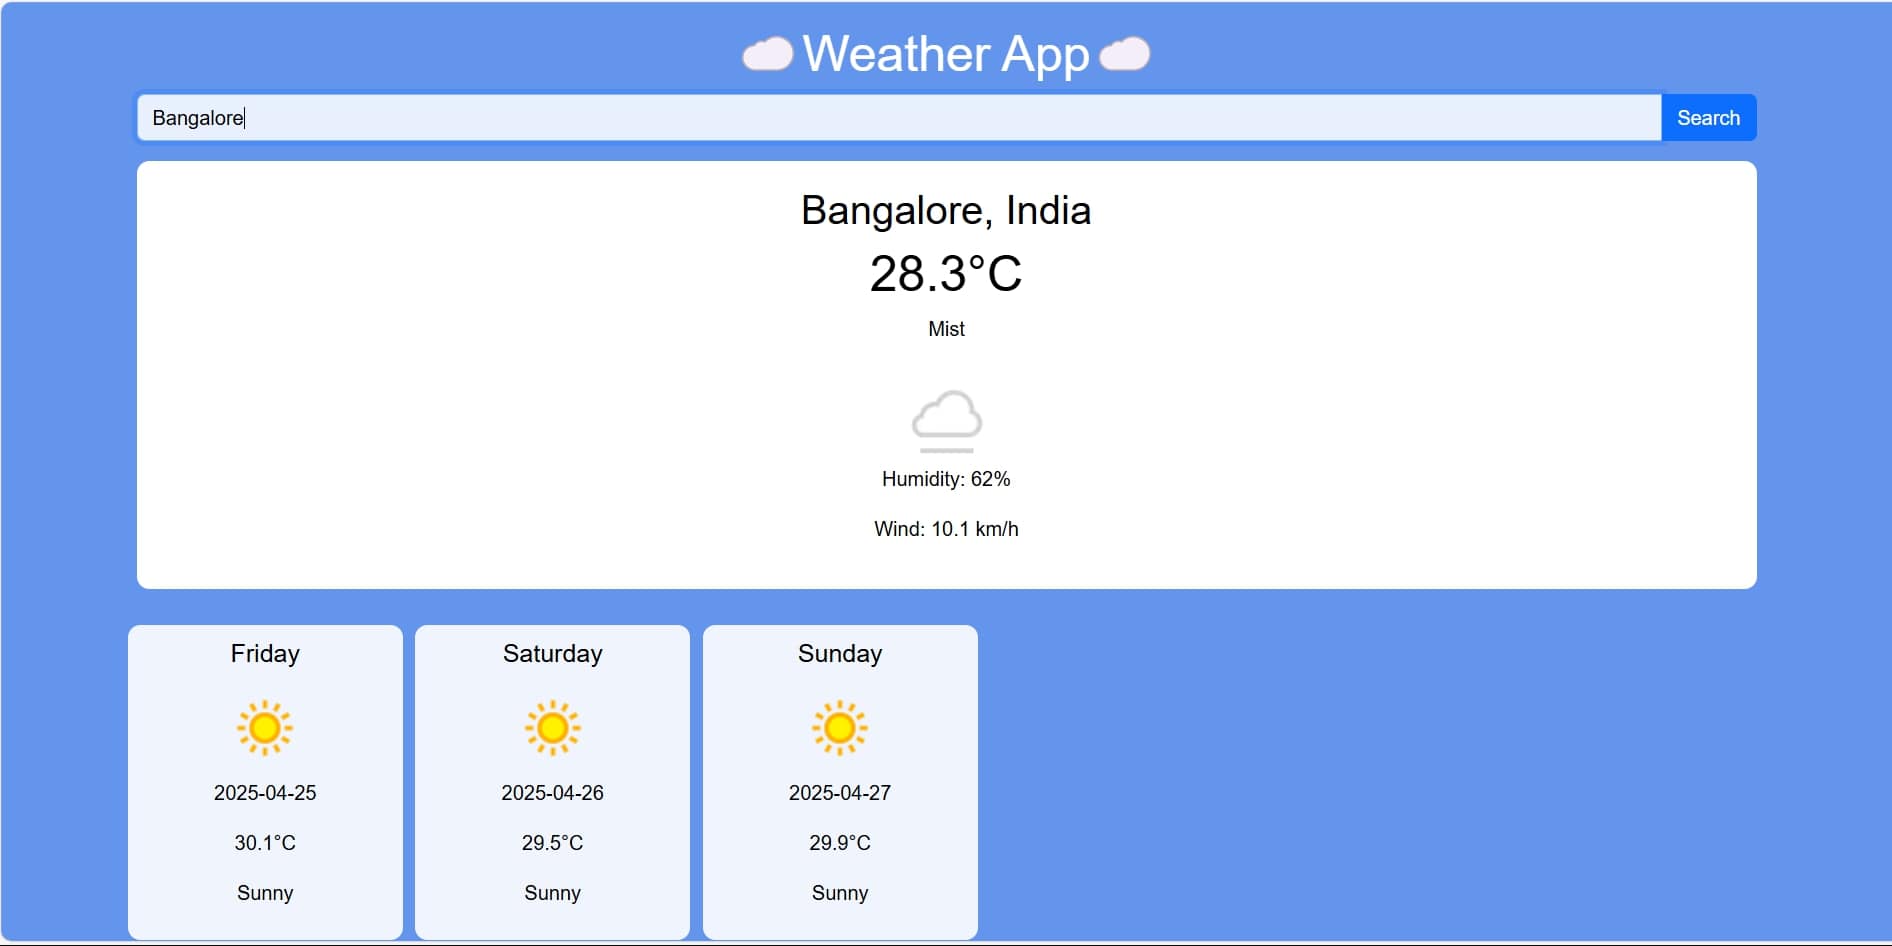 Weather App
Bangalore
Search
Bangalore, India
28.3°C
Mist
Humidity: 62%
Wind: 10.1 km/h
Friday
2025-04-25
30.1°C
Sunny
Saturday
2025-04-26
29.5°C
Sunny
Sunday
2025-04-27
29.9°C
Sunny